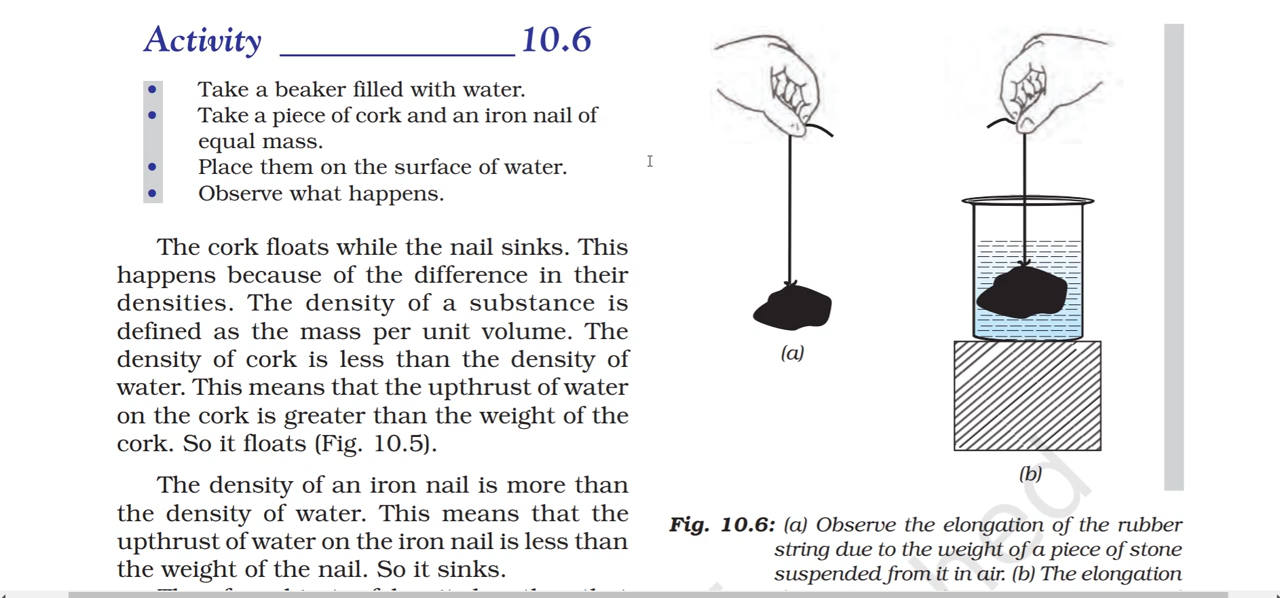 Activity 10.6
• Take a beaker filled with water.
• Take a piece of cork and an iron nail of
equal mass.
• Place them on the surface of water.
• Observe what happens.
The cork floats while the nail sinks. This
happens because of the difference in their
densities. The density of a substance is
defined as the mass per unit volume. The
density of cork is less than the density of
water. This means that the upthrust of water
on the cork is greater than the weight of the
cork. So it floats (Fig. 10.5).
The density of an iron nail is more than
the density of water. This means that the
upthrust of water on the iron nail is less than
the weight of the nail. So it sinks.
(a)
(b)
Fig. 10.6: (a) Observe the elongation of the rubber
string due to the weight of a piece of stone
suspended from it in air. (b) The elongation